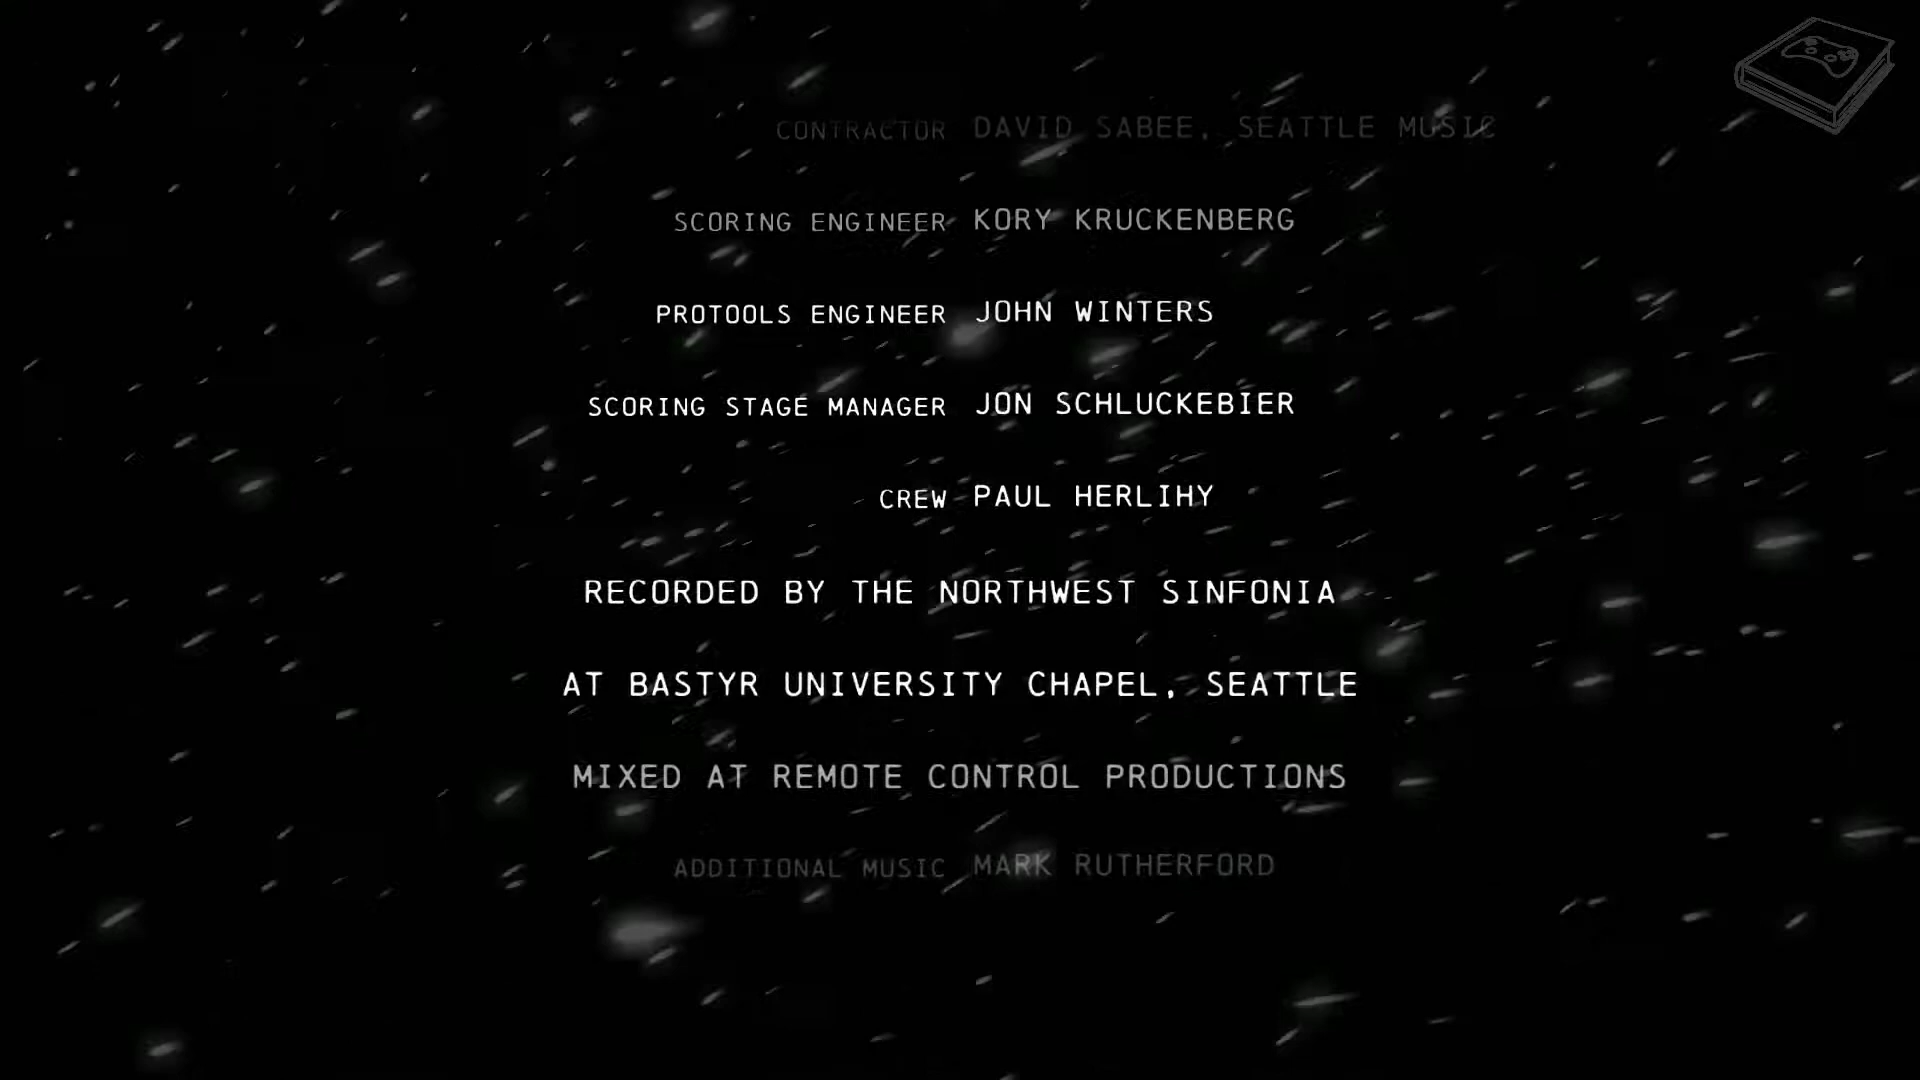 CONTRACTOR DAVID SABEE, SEATTLE MUSIC
SCORING ENGINEER KORY KRUCKENBERG
PROTOOLS ENGINEER JOHN WINTERS
SCORING STAGE MANAGER JON SCHLUCKEBIER
CREW PAUL HERLIHY
RECORDED BY THE NORTHWEST SINFONIA
AT BASTYR UNIVERSITY CHAPEL, SEATTLE
MIXED AT REMOTE CONTROL PRODUCTIONS
ADDITIONAL MUSIC MARK RUTHERFORD